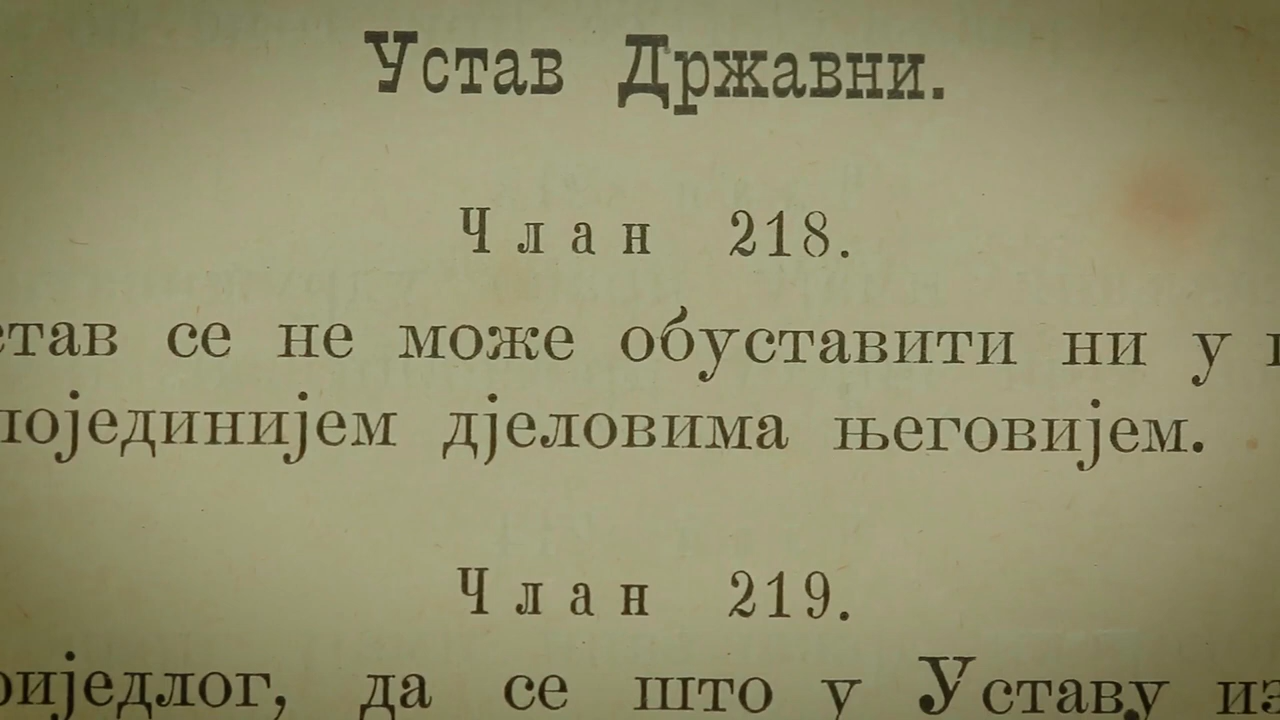 Устав Државни.
Члан 218.
став се не може обуставити ни у
појединијем дјеловима његовијем.
Члан 219.
риједлог, да се што у Уставу из